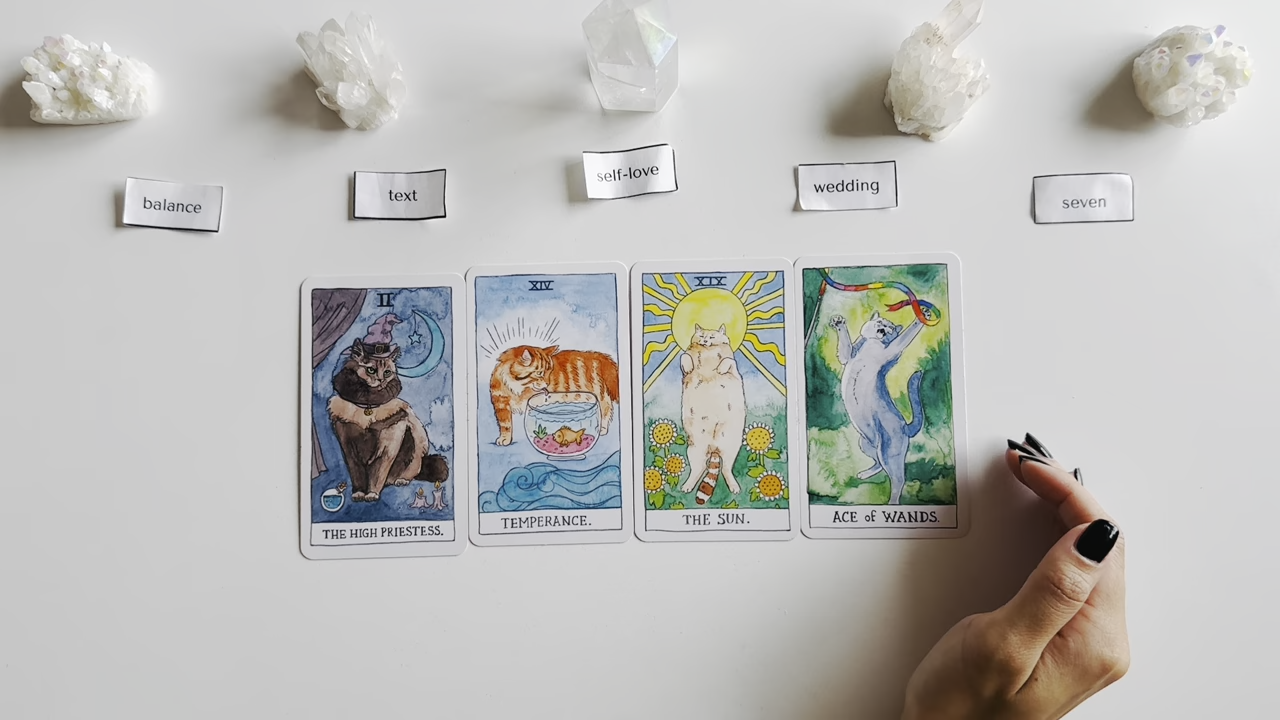 balance
text
self-love
wedding
seven
II
XIV
XIX
THE HIGH PRIESTESS.
TEMPERANCE.
THE SUN.
ACE of WANDS.